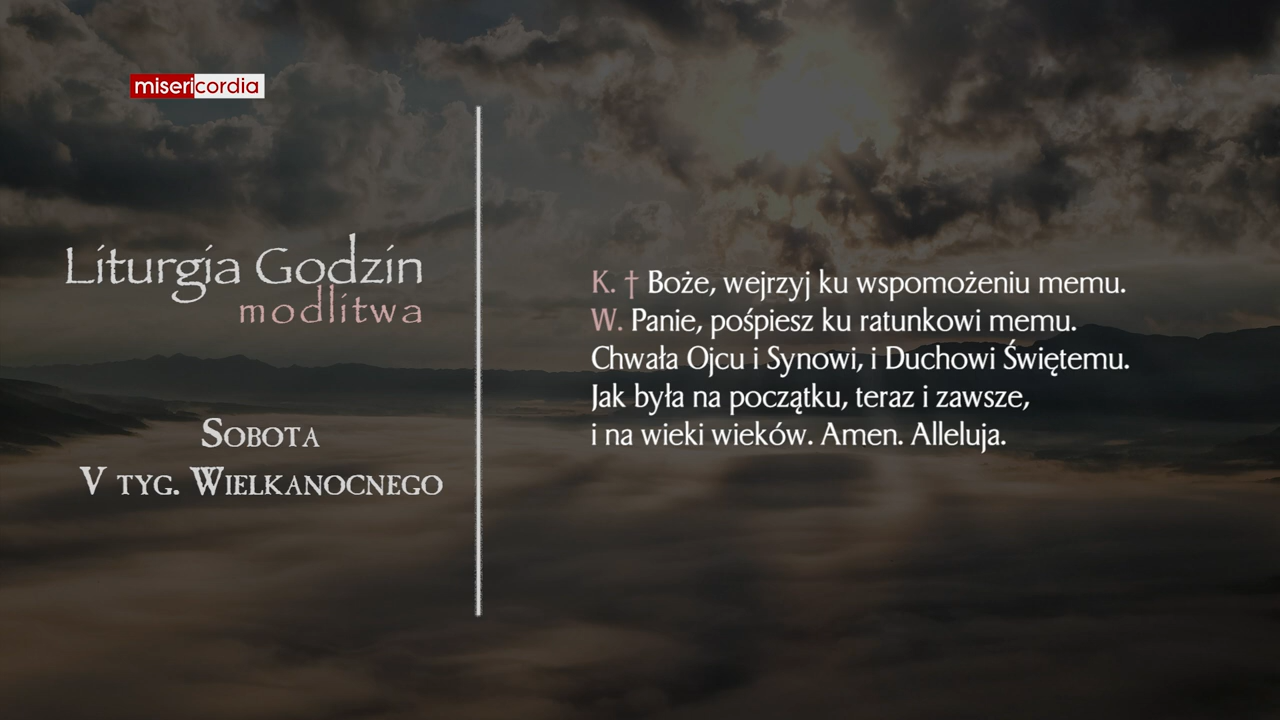 misericordia
Liturgia Godzin
modlitwa
Sobota
V tyg. Wielkanocnego
K. † Boże, wejrzyj ku wspomożeniu memu.
W. Panie, pośpiesz ku ratunkowi memu.
Chwała Ojcu i Synowi, i Duchowi Świętemu.
Jak była na początku, teraz i zawsze,
i na wieki wieków. Amen. Alleluja.